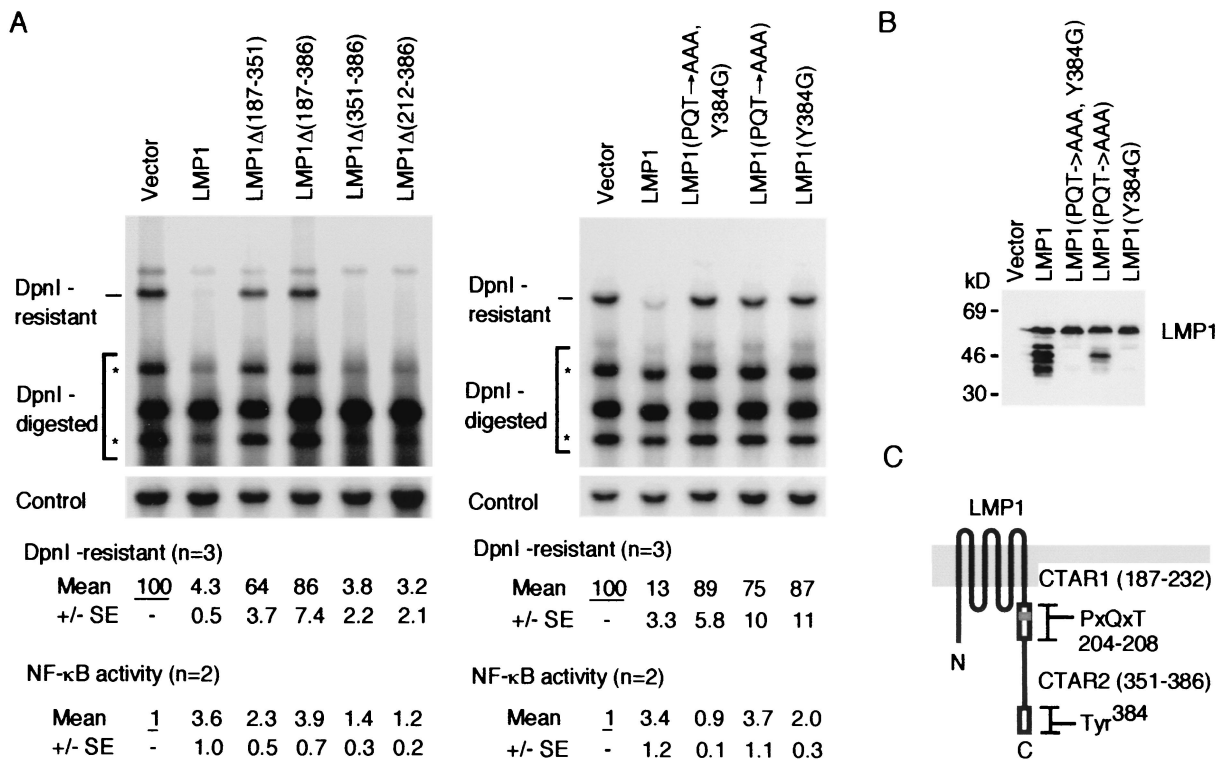 A
Vector
LMP1
LMP1Δ(187-351)
LMP1Δ(187-386)
LMP1Δ(351-386)
LMP1Δ(212-386)
DpnI -
resistant
DpnI -
digested
*
*
Control
DpnI -resistant (n=3)
Mean 100 4.3 64 86 3.8 3.2
+/- SE - 0.5 3.7 7.4 2.2 2.1
NF-κB activity (n=2)
Mean 1 3.6 2.3 3.9 1.4 1.2
+/- SE - 1.0 0.5 0.7 0.3 0.2
Vector
LMP1
LMP1(PQT→AAA,
Y384G)
LMP1(PQT→AAA)
LMP1(Y384G)
DpnI -
resistant
DpnI -
digested
*
*
Control
DpnI -resistant (n=3)
Mean 100 13 89 75 87
+/- SE - 3.3 5.8 10 11
NF-κB activity (n=2)
Mean 1 3.4 0.9 3.7 2.0
+/- SE - 1.2 0.1 1.1 0.3
B
Vector
LMP1
LMP1(PQT->AAA, Y384G)
LMP1(PQT->AAA)
LMP1(Y384G)
kD
69
46
30
LMP1
C
LMP1
CTAR1 (187-232)
PxQxT
204-208
N
CTAR2 (351-386)
Tyr384
C